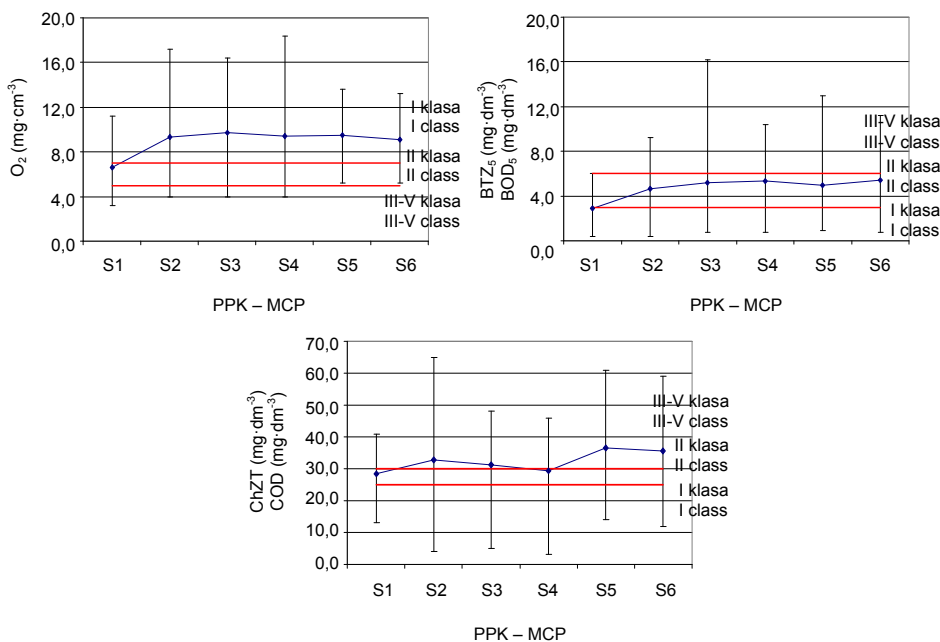 20,0
16,0
12,0
8,0
4,0
0,0
O₂ (mg·cm⁻³)
I klasa
I class
II klasa
II class
III-V klasa
III-V class
S1 S2 S3 S4 S5 S6
PPK – MCP
20,0
16,0
12,0
8,0
4,0
0,0
BTZ₅ (mg·dm⁻³)
BOD₅ (mg·dm⁻³)
III-V klasa
III-V class
II klasa
II class
I klasa
I class
S1 S2 S3 S4 S5 S6
PPK – MCP
70,0
60,0
50,0
40,0
30,0
20,0
10,0
0,0
ChZT (mg·dm⁻³)
COD (mg·dm⁻³)
III-V klasa
III-V class
II klasa
II class
I klasa
I class
S1 S2 S3 S4 S5 S6
PPK – MCP